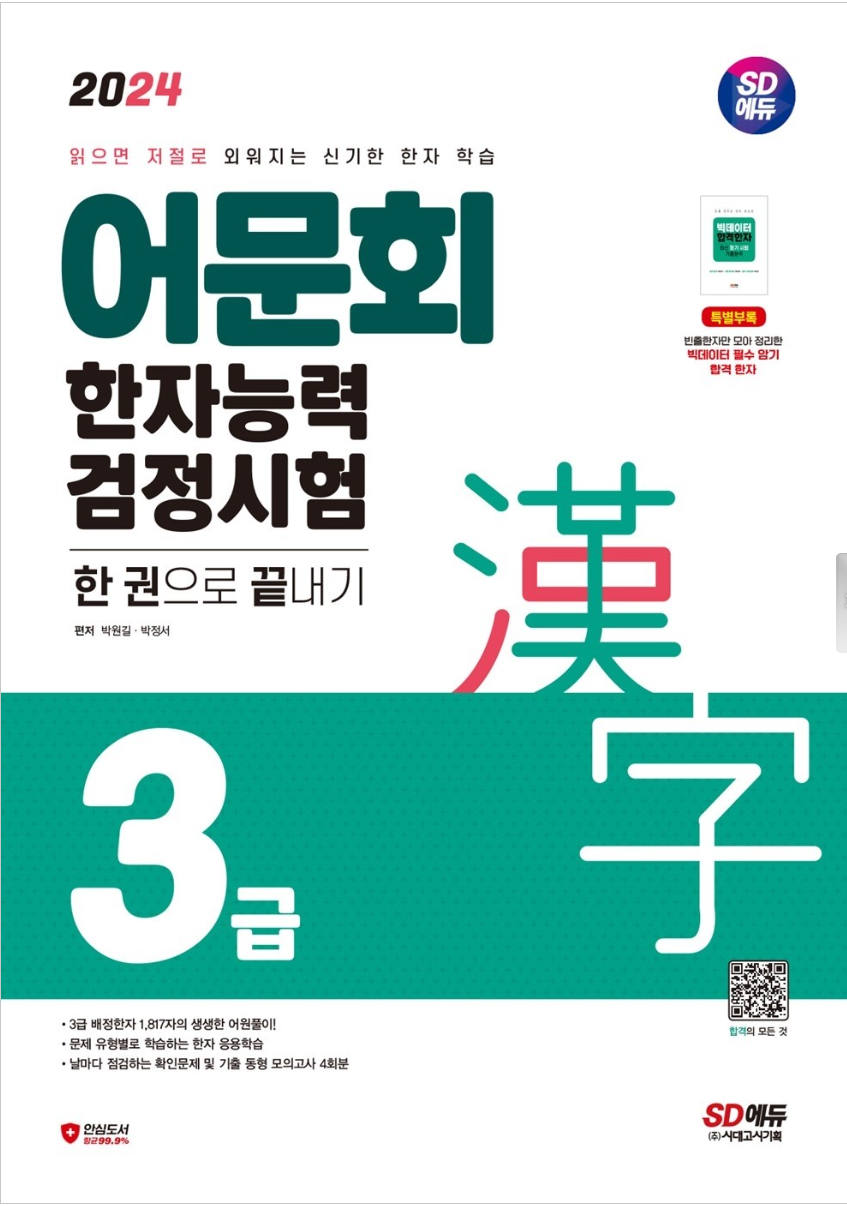 2024
SD
에듀
읽으면 저절로 외워지는 신기한 한자 학습
어문회
한자능력
검정시험
한 권으로 끝내기
편저 박원길 · 박정서
빅데이터
합격한자
특별부록
빈출한자만 모아 정리한
빅데이터 필수 암기
합격 한자
漢
字
3급
합격의 모든 것
• 3급 배정한자 1,817자의 생생한 어원풀이!
• 문제 유형별로 학습하는 한자 응용학습
• 날마다 점검하는 확인문제 및 기출 동형 모의고사 4회분
안심도서
항균99.9%
SD에듀
(주)시대고시기획